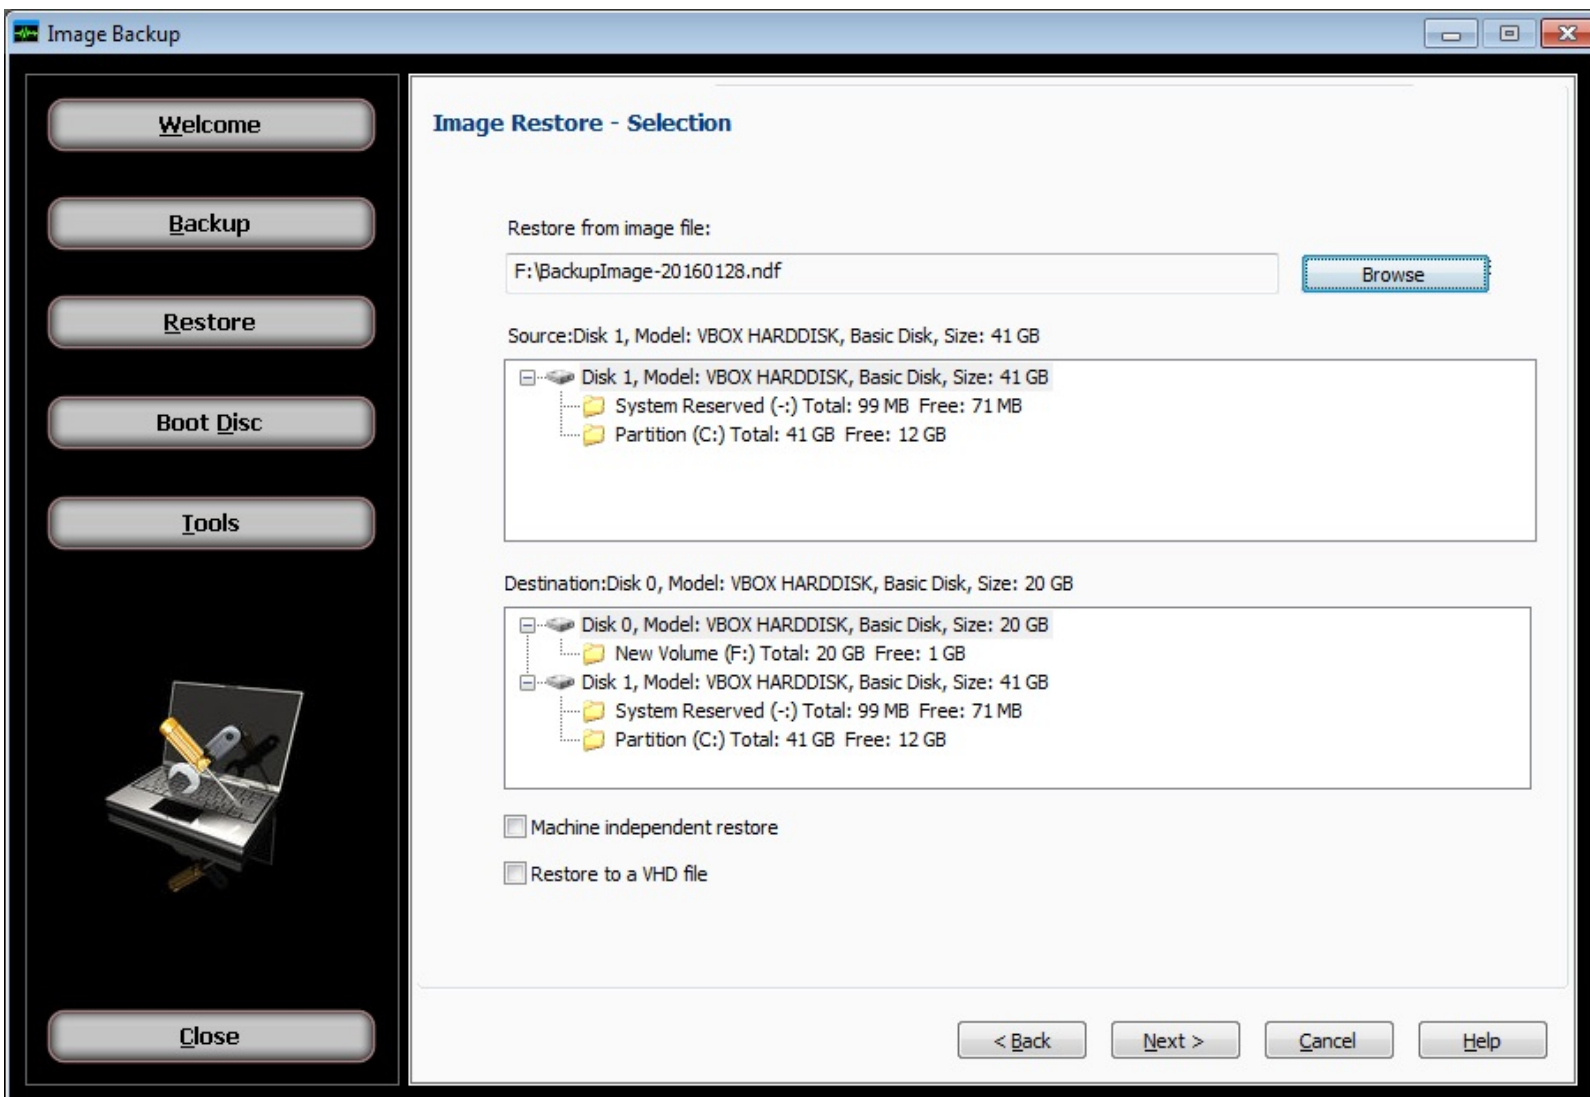 Image Backup
Welcome
Backup
Restore
Boot Disc
Tools
Close
Image Restore - Selection
Restore from image file:
F:\BackupImage-20160128.ndf
Browse
Source:Disk 1, Model: VBOX HARDDISK, Basic Disk, Size: 41 GB
Disk 1, Model: VBOX HARDDISK, Basic Disk, Size: 41 GB
System Reserved (-:) Total: 99 MB Free: 71 MB
Partition (C:) Total: 41 GB Free: 12 GB
Destination:Disk 0, Model: VBOX HARDDISK, Basic Disk, Size: 20 GB
Disk 0, Model: VBOX HARDDISK, Basic Disk, Size: 20 GB
New Volume (F:) Total: 20 GB Free: 1 GB
Disk 1, Model: VBOX HARDDISK, Basic Disk, Size: 41 GB
System Reserved (-:) Total: 99 MB Free: 71 MB
Partition (C:) Total: 41 GB Free: 12 GB
Machine independent restore
Restore to a VHD file
< Back Next > Cancel Help